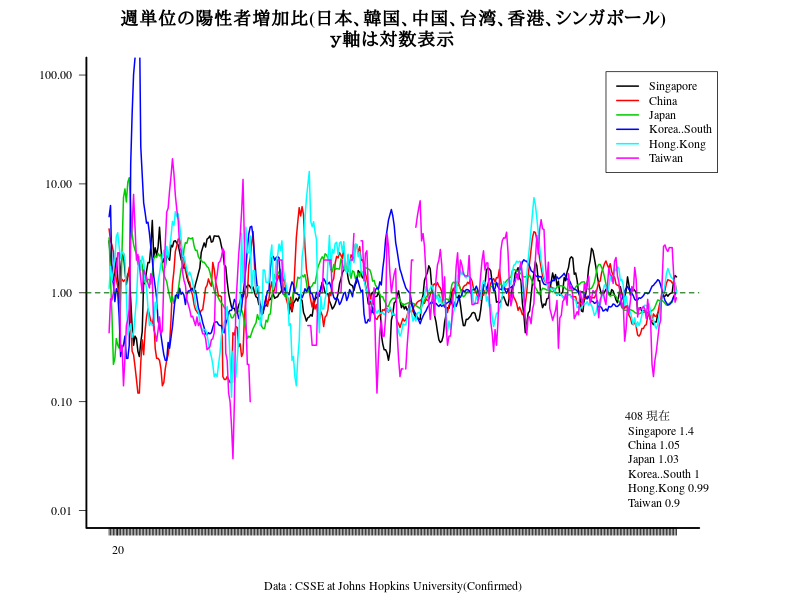 週単位の陽性者増加比(日本、韓国、中国、台湾、香港、シンガポール)
y軸は対数表示
100.00
10.00
1.00
0.10
0.01
Singapore
China
Japan
Korea..South
Hong.Kong
Taiwan
408 現在
Singapore 1.4
China 1.05
Japan 1.03
Korea..South 1
Hong.Kong 0.99
Taiwan 0.9
20
Data : CSSE at Johns Hopkins University(Confirmed)